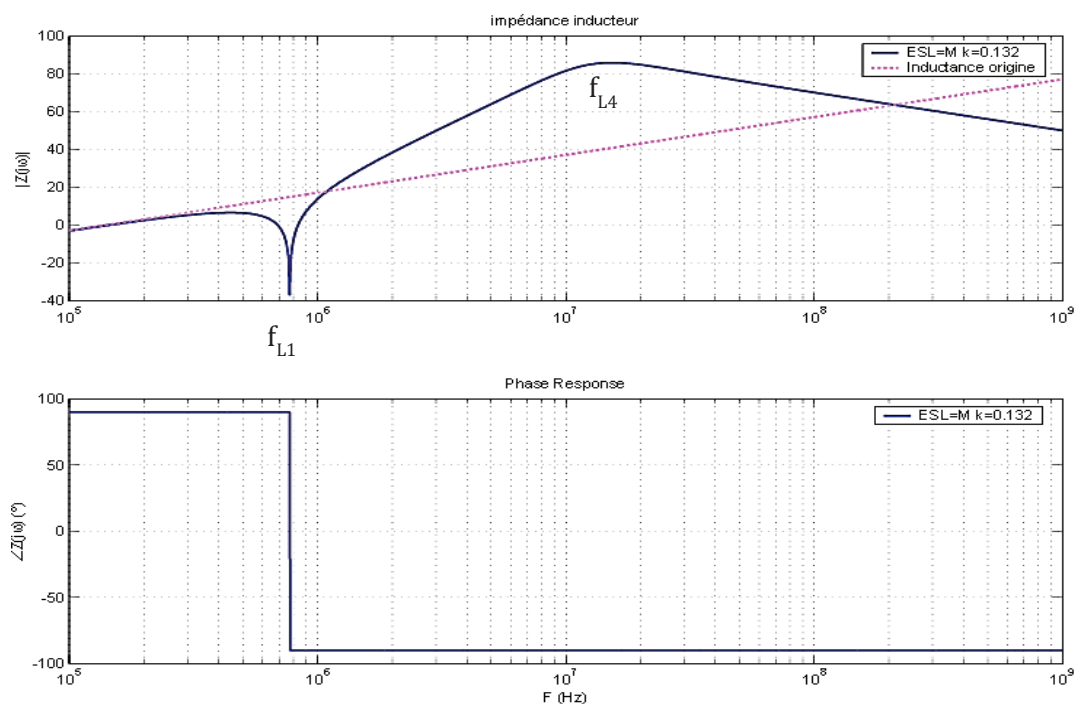 impédance inducteur
100
80
60
40
20
0
-20
-40
|Z(jω)|
ESL=M k=0.132
Inductance origine
f_L4
10^5
10^6
10^7
10^8
10^9
f_L1
Phase Response
100
50
0
-50
-100
∠Z(jω) (°)
ESL=M k=0.132
10^5
10^6
10^7
10^8
10^9
F (Hz)